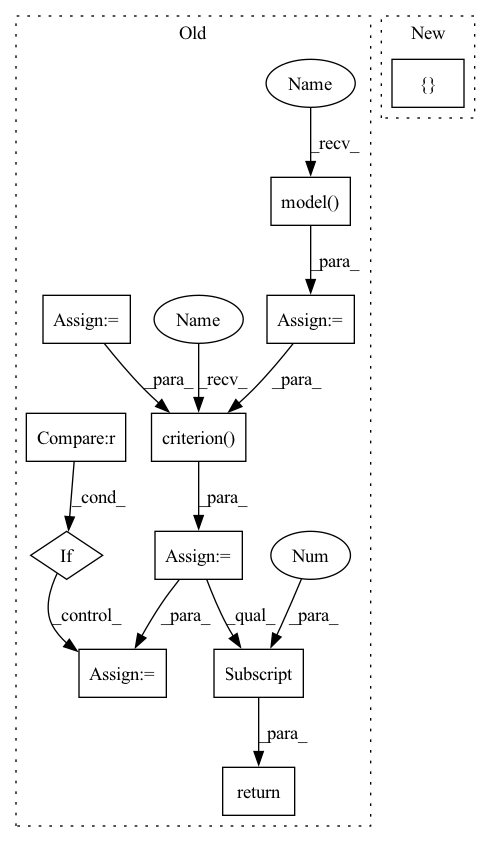 Old
New
Name
{}
_recv_
model()
_para_
Assign:=
Name
Assign:=
_para_
_recv_
_para_
Compare:r
criterion()
_cond_
_para_
If
Assign:=
Num
_control_
_para_
_qual_
_para_
Assign:=
Subscript
_para_
return